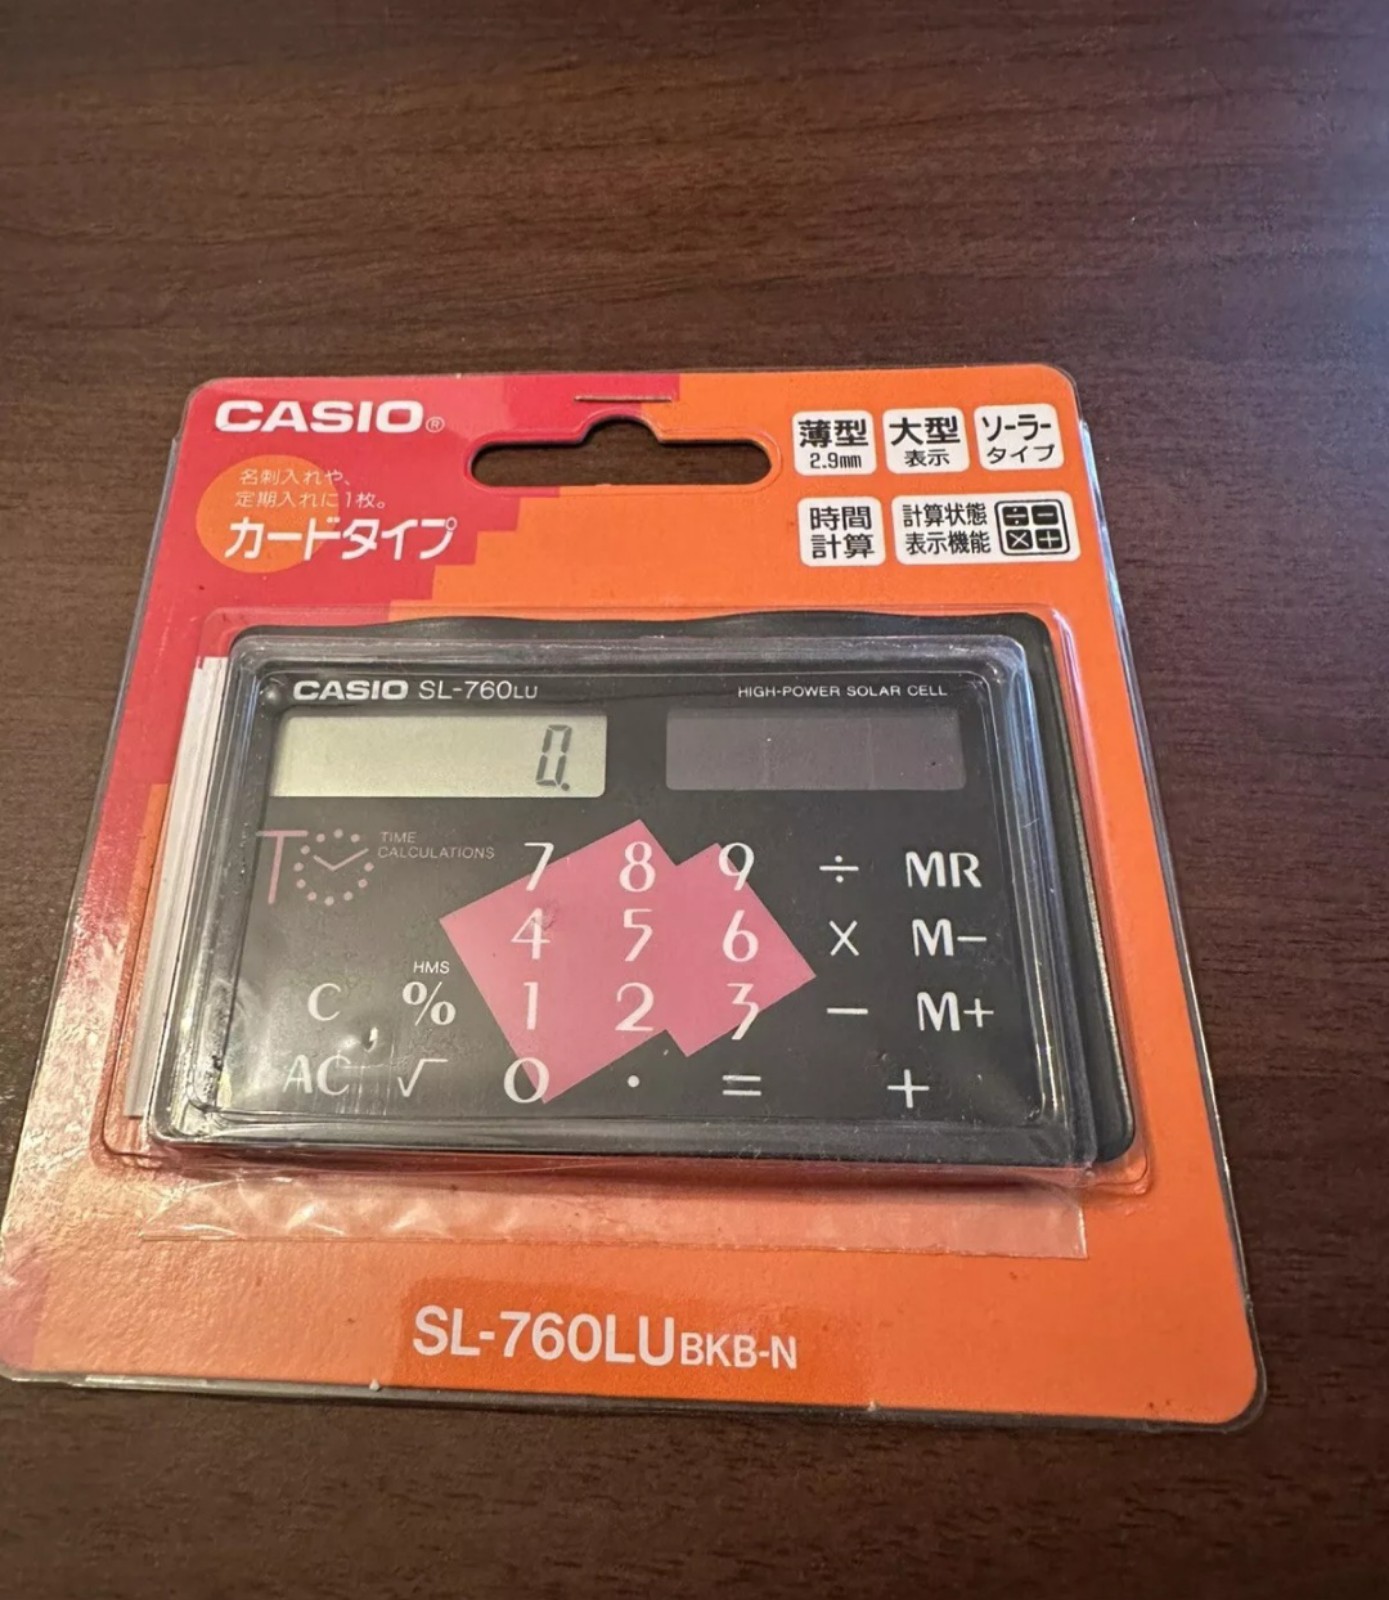 CASIO®
名刺入れや、
定期入れに1枚。
カードタイプ
薄型
2.9mm
大型
表示
ソーラー
タイプ
時間
計算
計算状態
表示機能
÷ −
× +
CASIO SL-760LU
HIGH-POWER SOLAR CELL
0.
TIME
CALCULATIONS
7 8 9 ÷ MR
4 5 6 × M−
HMS
C % 1 2 3 − M+
AC √ 0 . = +
SL-760LUBKB-N